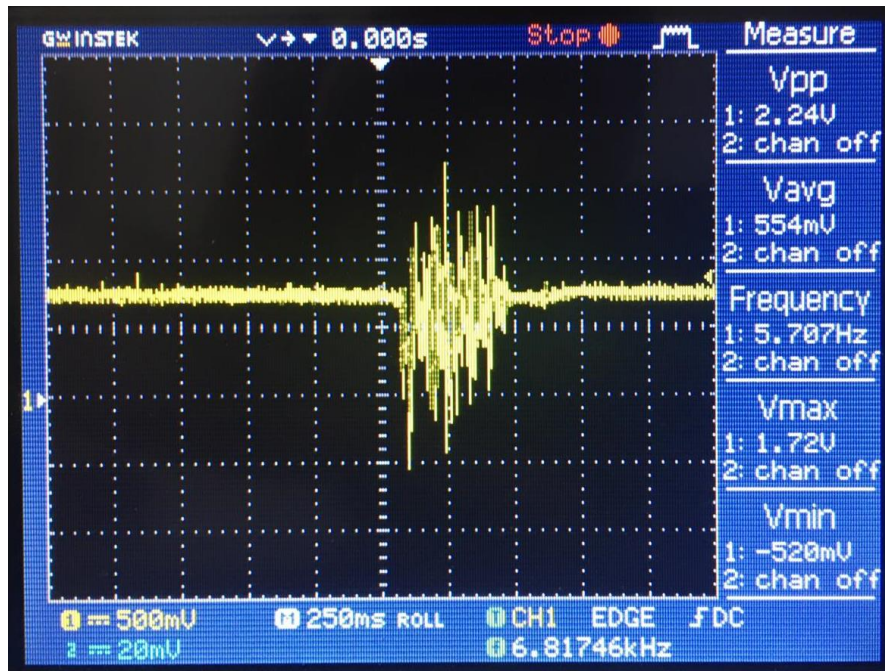 GWINSTEK 0.000s Stop
Measure
Vpp
1: 2.24V
2: chan off
Vavg
1: 554mV
2: chan off
Frequency
1: 5.707Hz
2: chan off
Vmax
1: 1.72V
2: chan off
Vmin
1: -520mV
2: chan off
1
1 500mV M 250ms ROLL T CH1 EDGE DC
2 20mV T 6.81746kHz